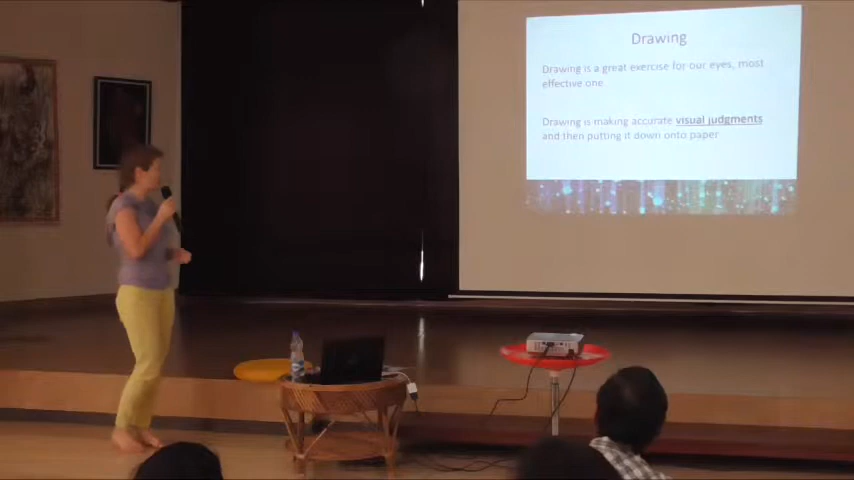 Drawing
Drawing is a great exercise for our eyes, most
effective one
Drawing is making accurate visual judgments
and then putting it down onto paper